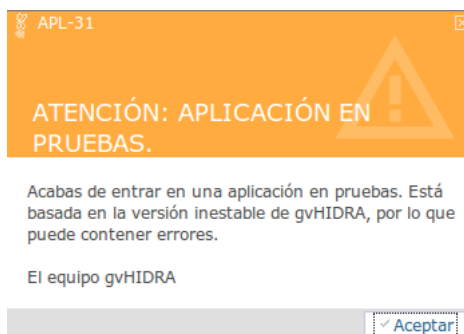 APL-31
ATENCIÓN: APLICACIÓN EN
PRUEBAS.
Acabas de entrar en una aplicación en pruebas. Está
basada en la versión inestable de gvHIDRA, por lo que
puede contener errores.
El equipo gvHIDRA
Aceptar